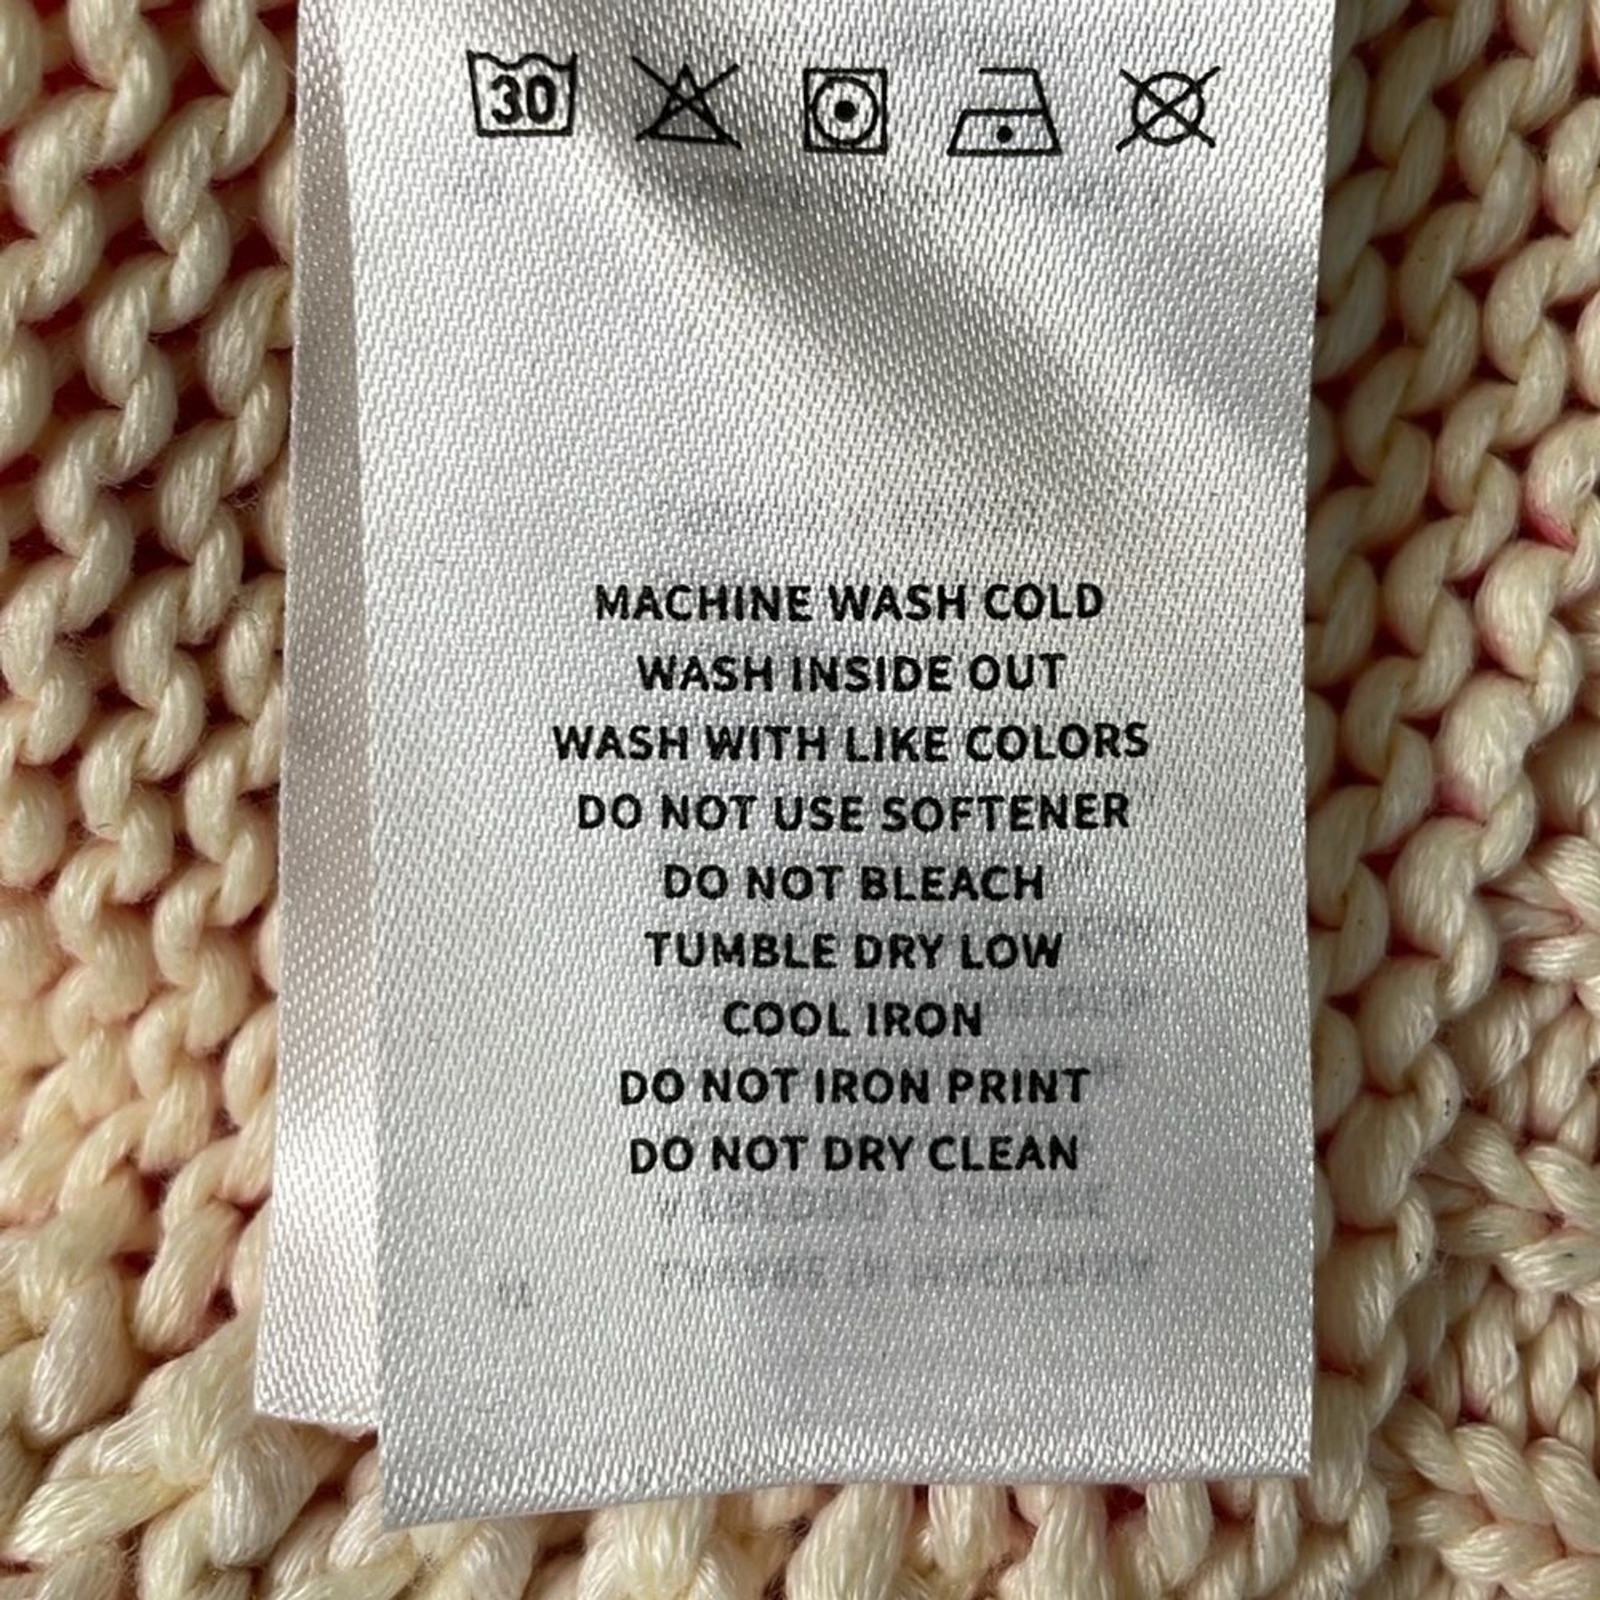 30
MACHINE WASH COLD
WASH INSIDE OUT
WASH WITH LIKE COLORS
DO NOT USE SOFTENER
DO NOT BLEACH
TUMBLE DRY LOW
COOL IRON
DO NOT IRON PRINT
DO NOT DRY CLEAN